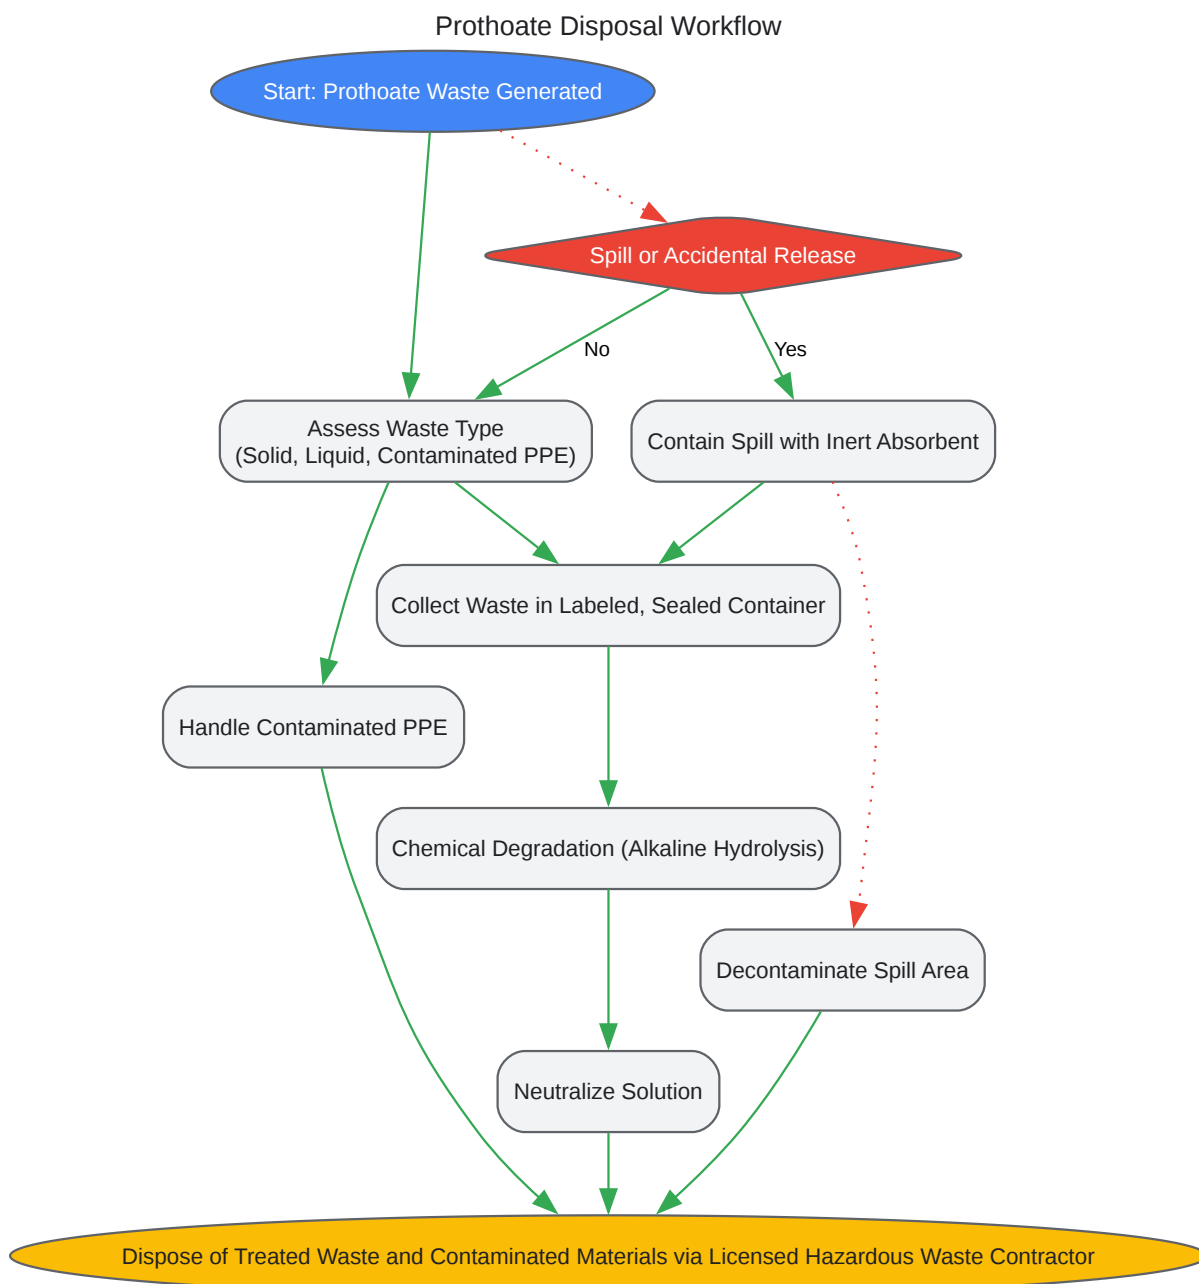 Prothoate Disposal Workflow
Start: Prothoate Waste Generated
Spill or Accidental Release
No
Yes
Assess Waste Type
(Solid, Liquid, Contaminated PPE)
Contain Spill with Inert Absorbent
Collect Waste in Labeled, Sealed Container
Handle Contaminated PPE
Chemical Degradation (Alkaline Hydrolysis)
Decontaminate Spill Area
Neutralize Solution
Dispose of Treated Waste and Contaminated Materials via Licensed Hazardous Waste Contractor